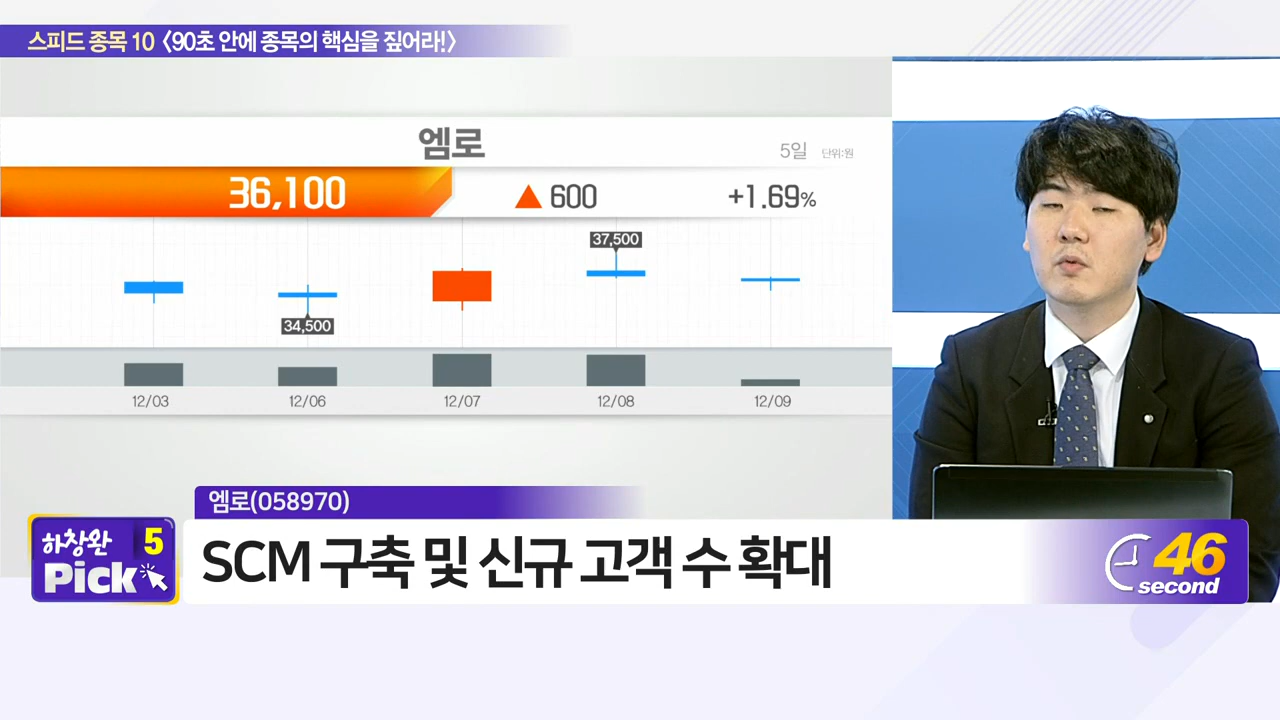 스피드 종목 10 〈90초 안에 종목의 핵심을 짚어라!〉
엠로
5일 단위:원
36,100 ▲ 600 +1.69%
37,500
34,500
12/03 12/06 12/07 12/08 12/09
엠로(058970)
하창완 5
Pick
SCM 구축 및 신규 고객 수 확대
46
second